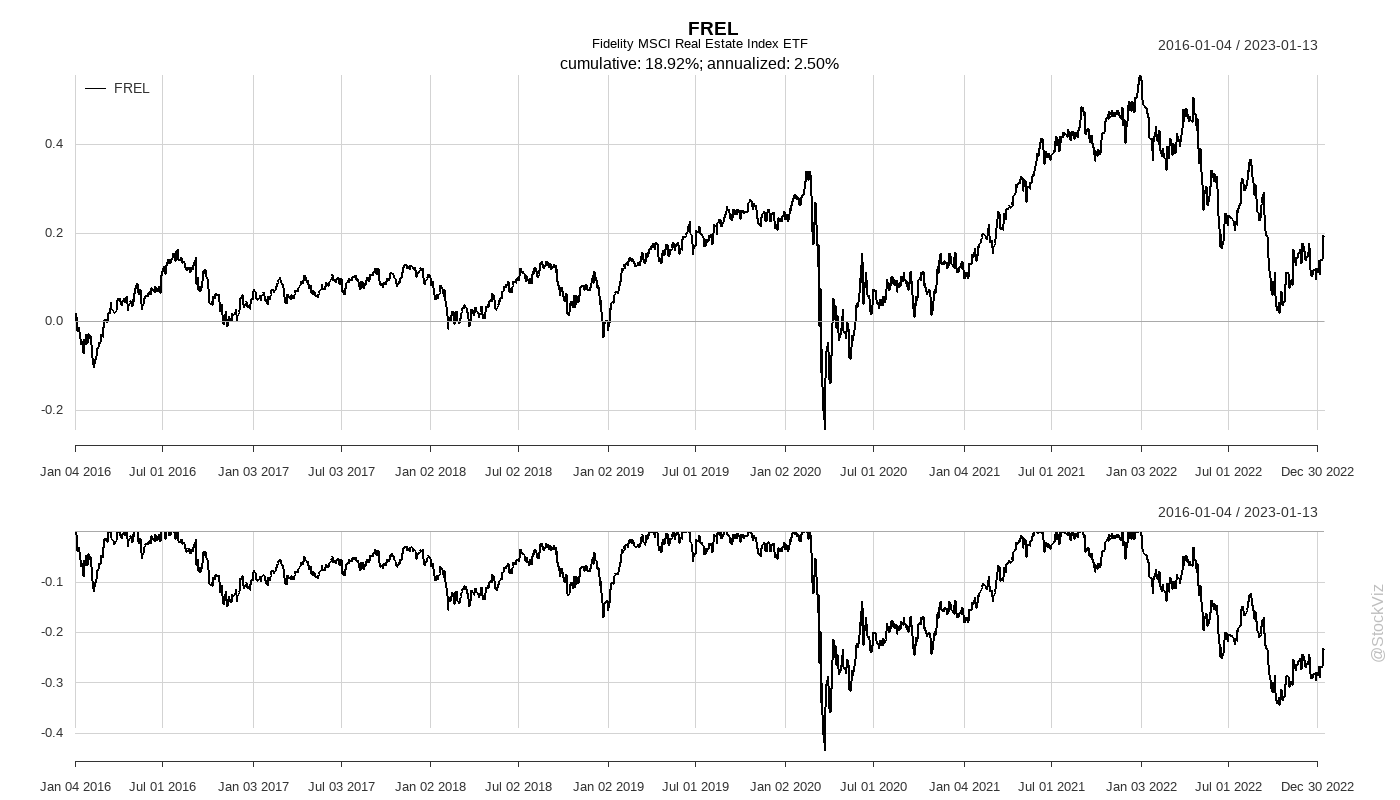 FREL
Fidelity MSCI Real Estate Index ETF
cumulative: 18.92%; annualized: 2.50%
2016-01-04 / 2023-01-13
FREL
0.4
0.2
0.0
-0.2
Jan 04 2016 Jul 01 2016 Jan 03 2017 Jul 03 2017 Jan 02 2018 Jul 02 2018 Jan 02 2019 Jul 01 2019 Jan 02 2020 Jul 01 2020 Jan 04 2021 Jul 01 2021 Jan 03 2022 Jul 01 2022 Dec 30 2022
2016-01-04 / 2023-01-13
-0.1
-0.2
-0.3
-0.4
Jan 04 2016 Jul 01 2016 Jan 03 2017 Jul 03 2017 Jan 02 2018 Jul 02 2018 Jan 02 2019 Jul 01 2019 Jan 02 2020 Jul 01 2020 Jan 04 2021 Jul 01 2021 Jan 03 2022 Jul 01 2022 Dec 30 2022
@StockViz